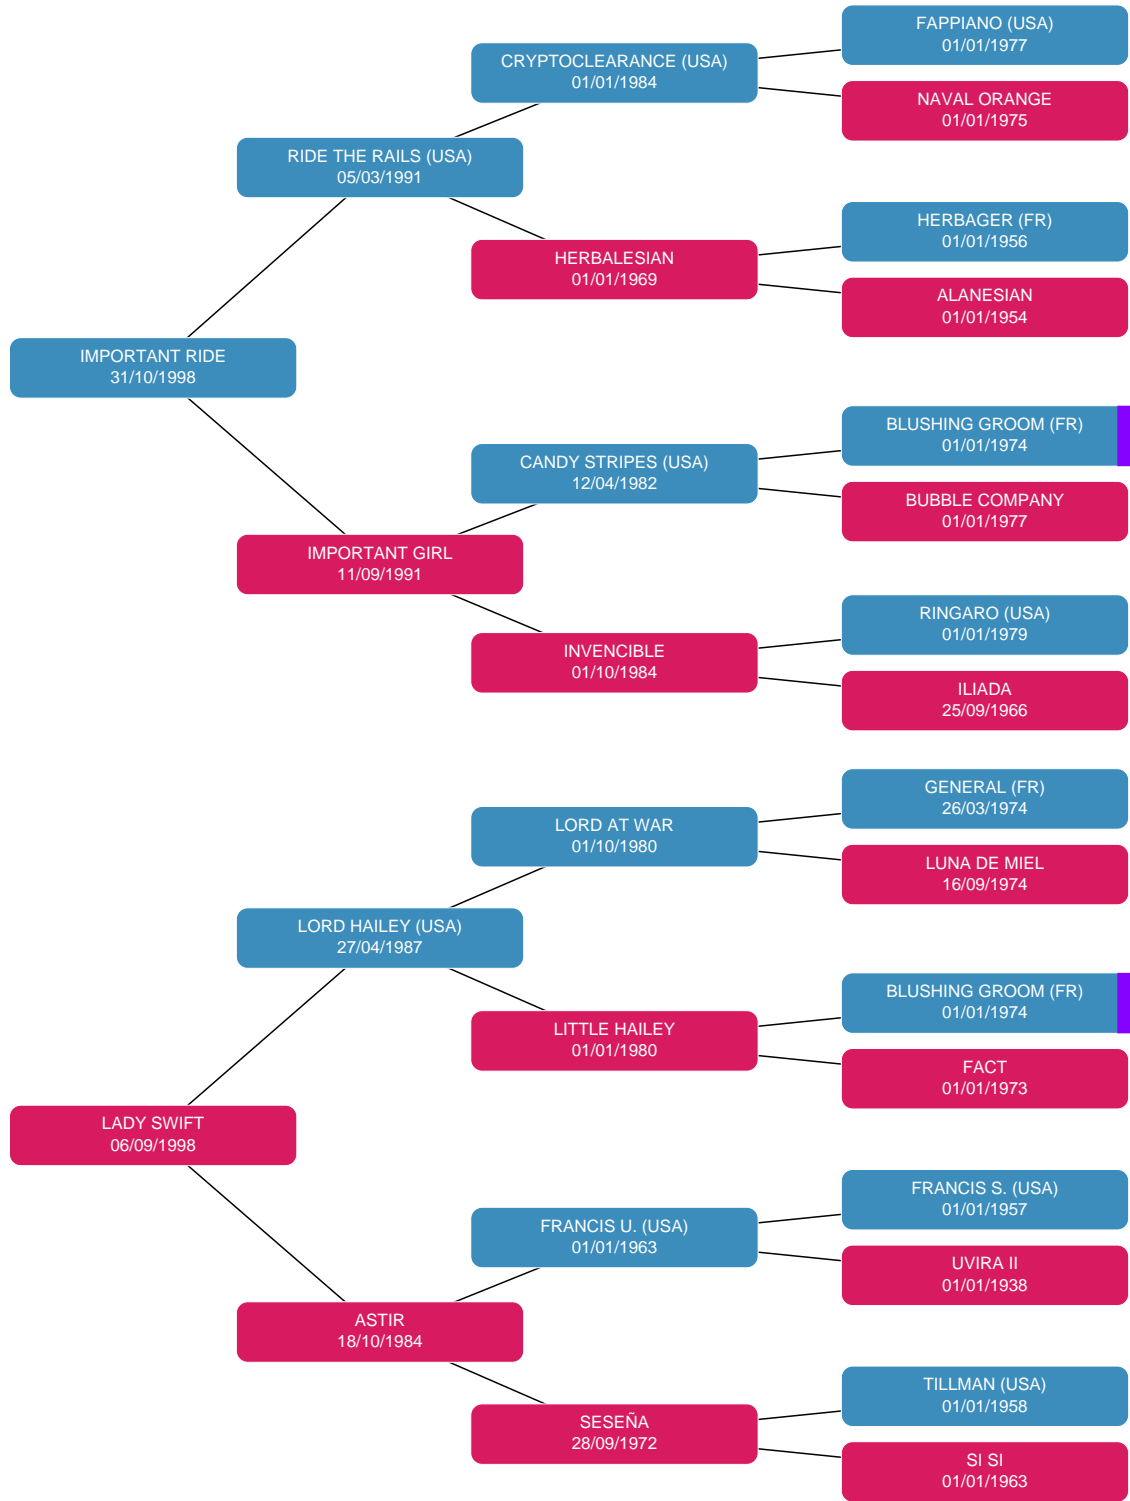 FAPPIANO (USA)
01/01/1977
CRYPTOCLEARANCE (USA)
01/01/1984
NAVAL ORANGE
01/01/1975
RIDE THE RAILS (USA)
05/03/1991
HERBAGER (FR)
01/01/1956
HERBALESIAN
01/01/1969
ALANESIAN
01/01/1954
IMPORTANT RIDE
31/10/1998
BLUSHING GROOM (FR)
01/01/1974
CANDY STRIPES (USA)
12/04/1982
BUBBLE COMPANY
01/01/1977
IMPORTANT GIRL
11/09/1991
RINGARO (USA)
01/01/1979
INVENCIBLE
01/10/1984
ILIADA
25/09/1966
GENERAL (FR)
26/03/1974
LORD AT WAR
01/10/1980
LUNA DE MIEL
16/09/1974
LORD HAILEY (USA)
27/04/1987
BLUSHING GROOM (FR)
01/01/1974
LITTLE HAILEY
01/01/1980
FACT
01/01/1973
LADY SWIFT
06/09/1998
FRANCIS S. (USA)
01/01/1957
FRANCIS U. (USA)
01/01/1963
UVIRA II
01/01/1938
ASTIR
18/10/1984
TILLMAN (USA)
01/01/1958
SESEÑA
28/09/1972
SI SI
01/01/1963